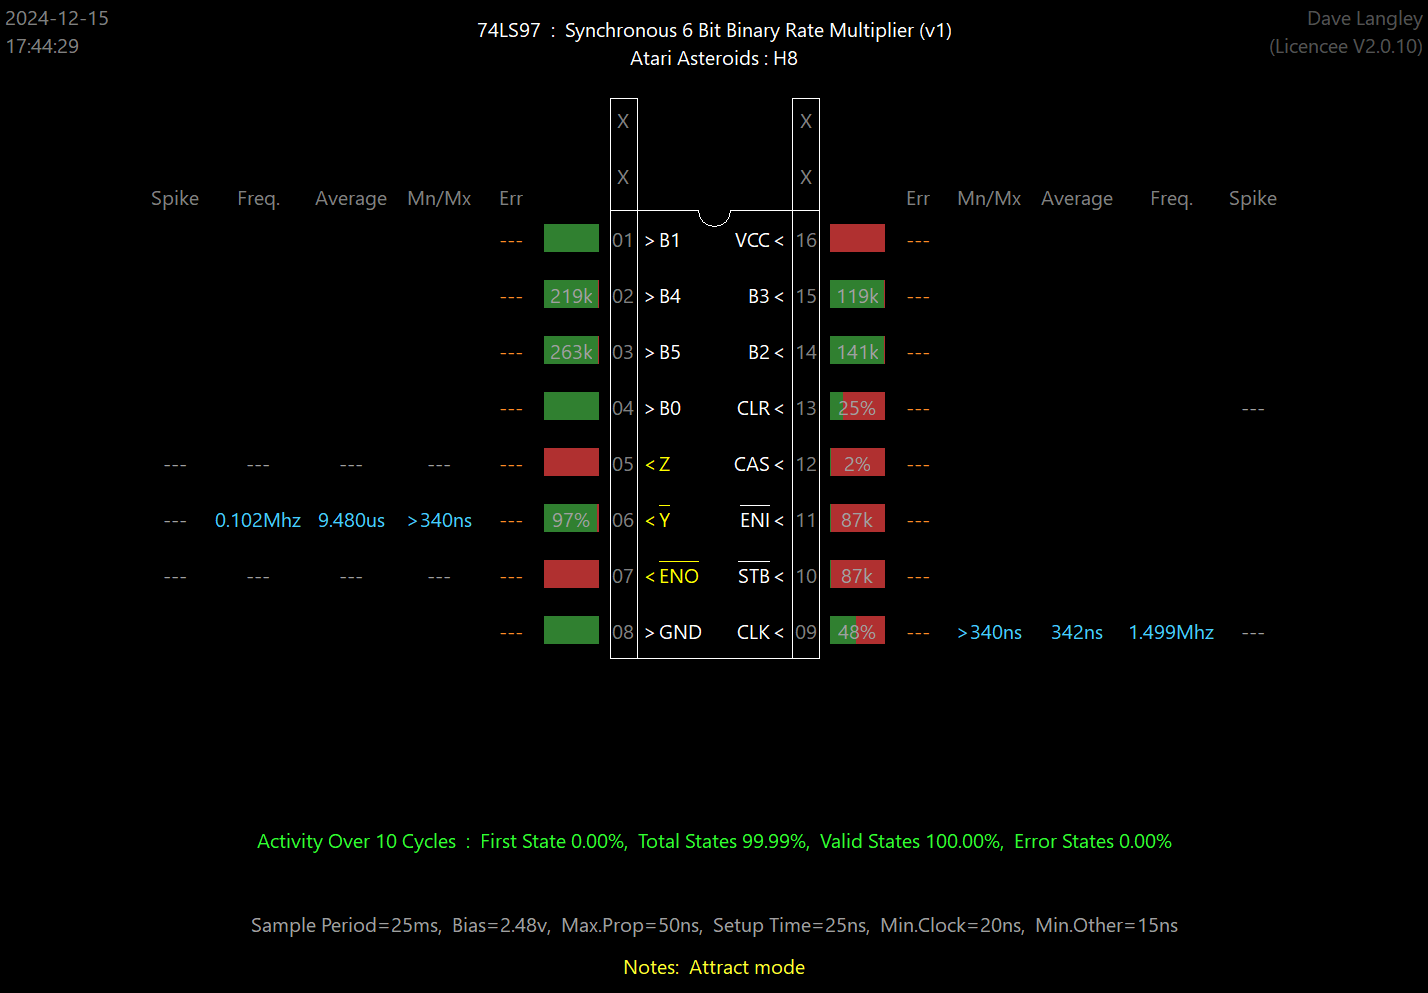 2024-12-15
17:44:29
74LS97 : Synchronous 6 Bit Binary Rate Multiplier (v1)
Atari Asteroids : H8
Dave Langley
(Licencee V2.0.10)
X X
X X
Spike Freq. Average Mn/Mx Err Err Mn/Mx Average Freq. Spike
--- 01 >B1 VCC< 16 ---
--- 219k 02 >B4 B3< 15 119k ---
--- 263k 03 >B5 B2< 14 141k ---
--- 04 >B0 CLR< 13 25% --- ---
--- --- --- --- --- 05 <Z CAS< 12 2% ---
--- 0.102Mhz 9.480us >340ns --- 97% 06 <Y ENI< 11 87k ---
--- --- --- --- --- 07 <ENO STB< 10 87k ---
--- 08 >GND CLK< 09 48% --- >340ns 342ns 1.499Mhz ---
Activity Over 10 Cycles : First State 0.00%, Total States 99.99%, Valid States 100.00%, Error States 0.00%
Sample Period=25ms, Bias=2.48v, Max.Prop=50ns, Setup Time=25ns, Min.Clock=20ns, Min.Other=15ns
Notes: Attract mode